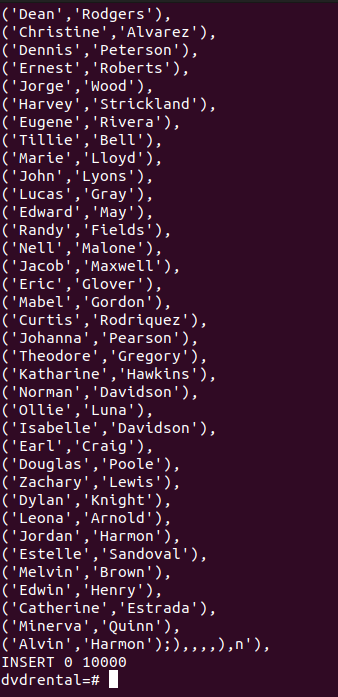 ('Dean','Rodgers'),
('Christine','Alvarez'),
('Dennis','Peterson'),
('Ernest','Roberts'),
('Jorge','Wood'),
('Harvey','Strickland'),
('Eugene','Rivera'),
('Tillie','Bell'),
('Marie','Lloyd'),
('John','Lyons'),
('Lucas','Gray'),
('Edward','May'),
('Randy','Fields'),
('Nell','Malone'),
('Jacob','Maxwell'),
('Eric','Glover'),
('Mabel','Gordon'),
('Curtis','Rodriquez'),
('Johanna','Pearson'),
('Theodore','Gregory'),
('Katharine','Hawkins'),
('Norman','Davidson'),
('Ollie','Luna'),
('Isabelle','Davidson'),
('Earl','Craig'),
('Douglas','Poole'),
('Zachary','Lewis'),
('Dylan','Knight'),
('Leona','Arnold'),
('Jordan','Harmon'),
('Estelle','Sandoval'),
('Melvin','Brown'),
('Edwin','Henry'),
('Catherine','Estrada'),
('Minerva','Quinn'),
('Alvin','Harmon');),,,,),n'),
INSERT 0 10000
dvdrental=#